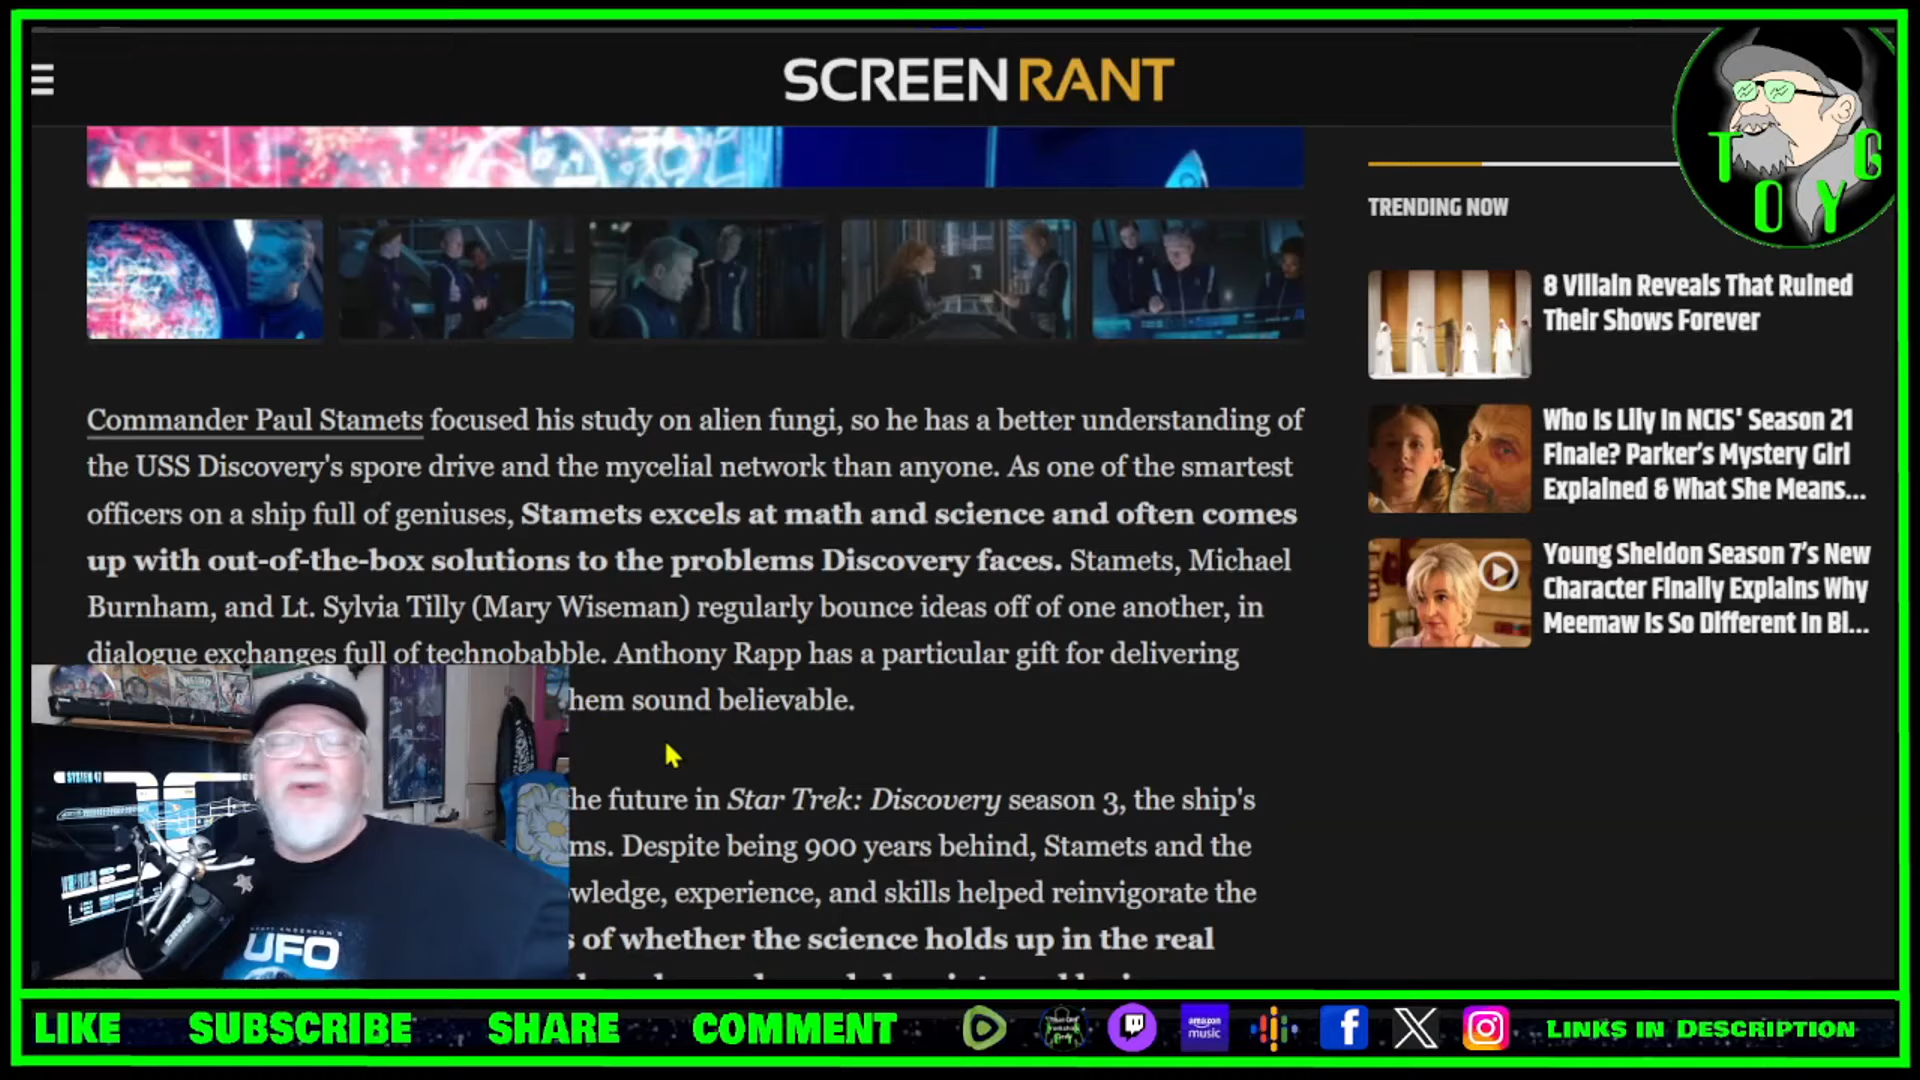 SCREENRANT
T O Y G
TRENDING NOW
8 Villain Reveals That Ruined
Their Shows Forever
Who Is Lily In NCIS' Season 21
Finale? Parker's Mystery Girl
Explained & What She Means...
Young Sheldon Season 7's New
Character Finally Explains Why
Meemaw Is So Different In Bi...
Commander Paul Stamets focused his study on alien fungi, so he has a better understanding of
the USS Discovery's spore drive and the mycelial network than anyone. As one of the smartest
officers on a ship full of geniuses, Stamets excels at math and science and often comes
up with out-of-the-box solutions to the problems Discovery faces. Stamets, Michael
Burnham, and Lt. Sylvia Tilly (Mary Wiseman) regularly bounce ideas off of one another, in
dialogue exchanges full of technobabble. Anthony Rapp has a particular gift for delivering
hem sound believable.
he future in Star Trek: Discovery season 3, the ship's
ms. Despite being 900 years behind, Stamets and the
wledge, experience, and skills helped reinvigorate the
s of whether the science holds up in the real
SYSTEM 47
SHURE
UFO
LIKE SUBSCRIBE SHARE COMMENT
amazon
music
LINKS IN DESCRIPTION